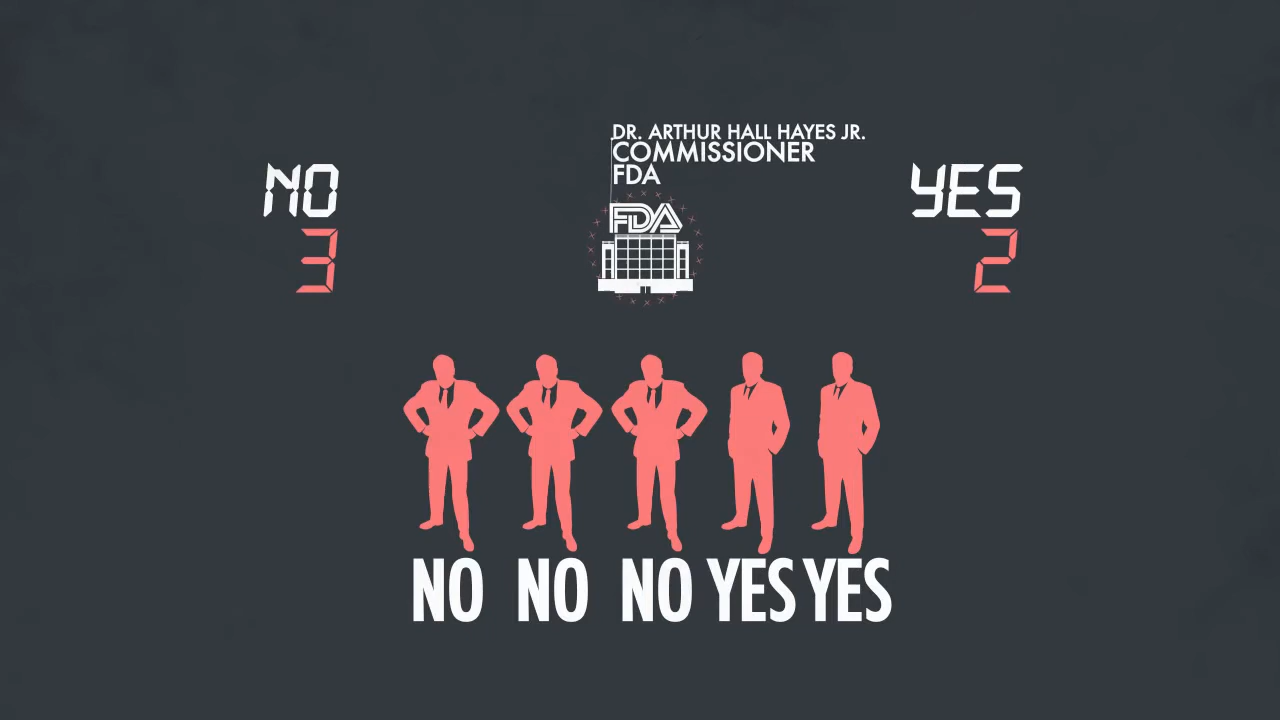 DR. ARTHUR HALL HAYES JR.
COMMISSIONER
FDA
NO
YES
FDA
3
2
NO NO NO YES YES